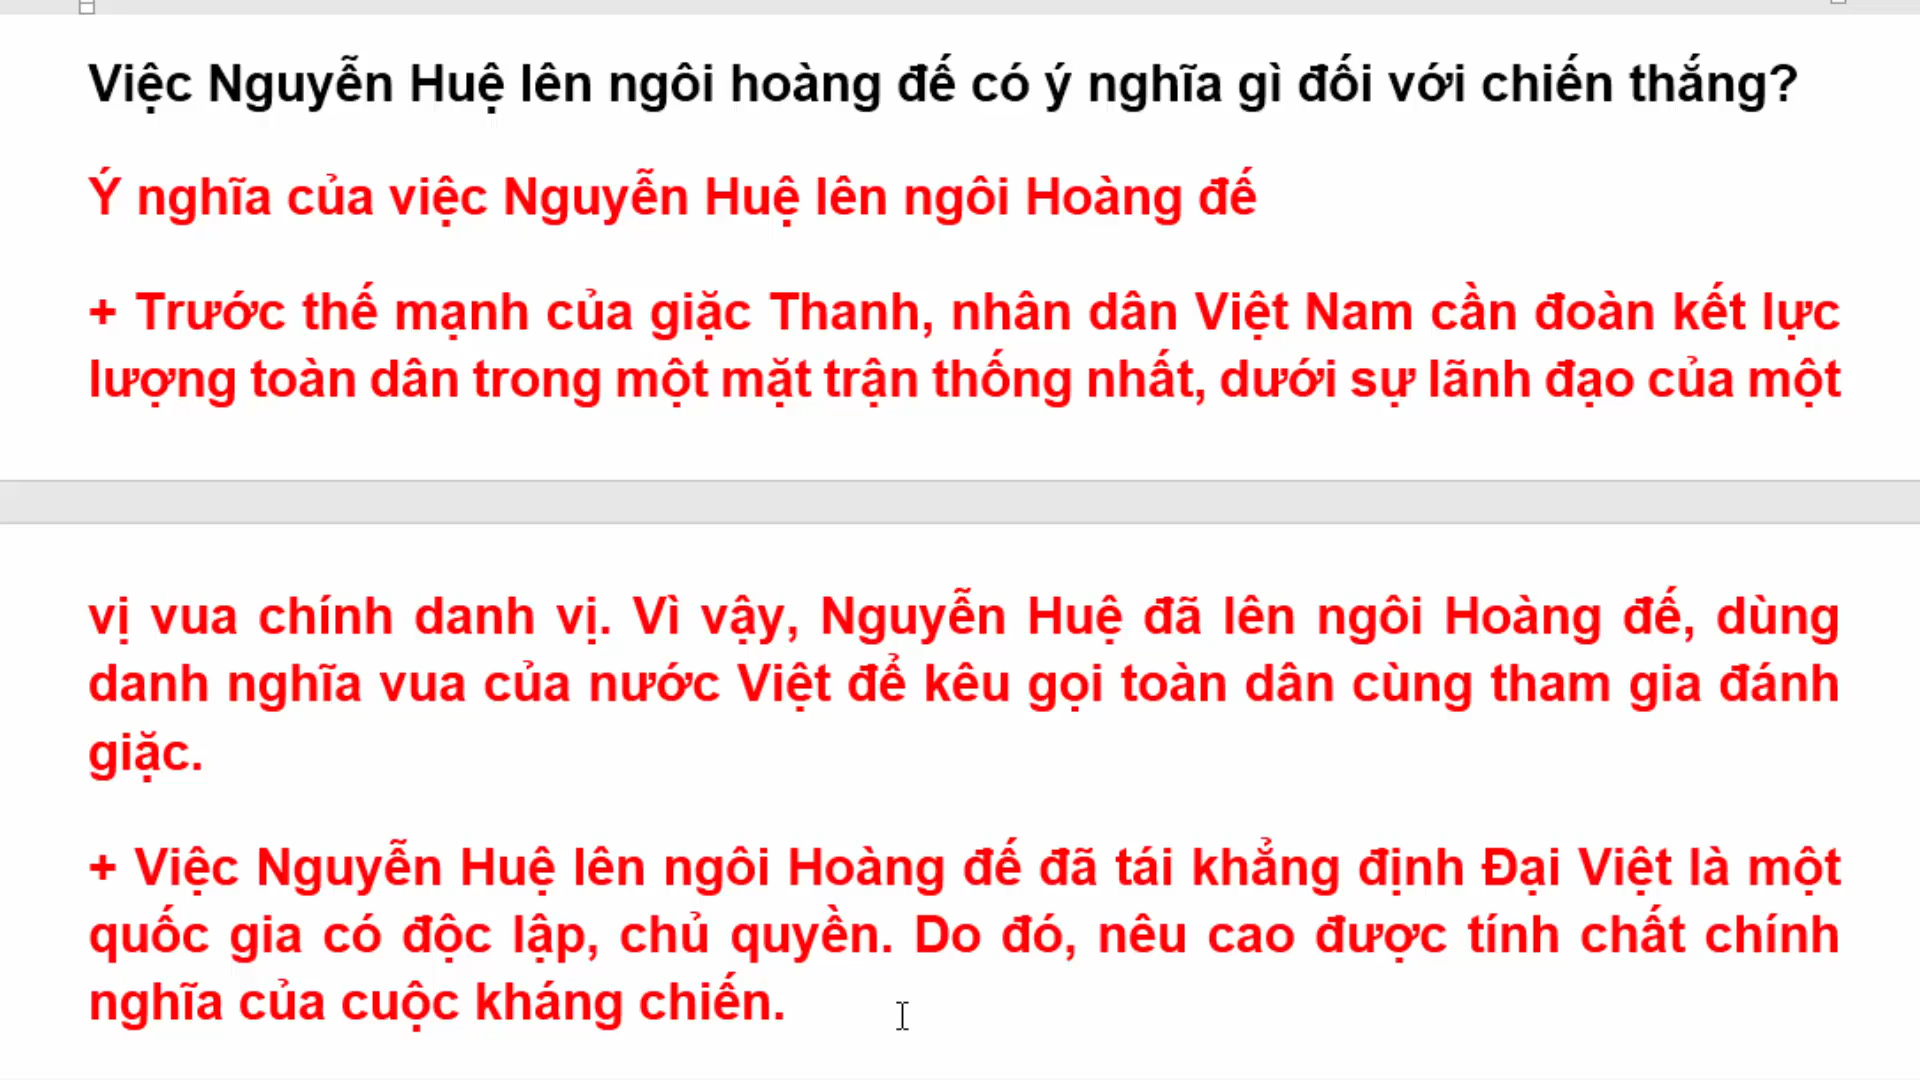 Việc Nguyễn Huệ lên ngôi hoàng đế có ý nghĩa gì đối với chiến thắng?
Ý nghĩa của việc Nguyễn Huệ lên ngôi Hoàng đế
+ Trước thế mạnh của giặc Thanh, nhân dân Việt Nam cần đoàn kết lực
lượng toàn dân trong một mặt trận thống nhất, dưới sự lãnh đạo của một
vị vua chính danh vị. Vì vậy, Nguyễn Huệ đã lên ngôi Hoàng đế, dùng
danh nghĩa vua của nước Việt để kêu gọi toàn dân cùng tham gia đánh
giặc.
+ Việc Nguyễn Huệ lên ngôi Hoàng đế đã tái khẳng định Đại Việt là một
quốc gia có độc lập, chủ quyền. Do đó, nêu cao được tính chất chính
nghĩa của cuộc kháng chiến.